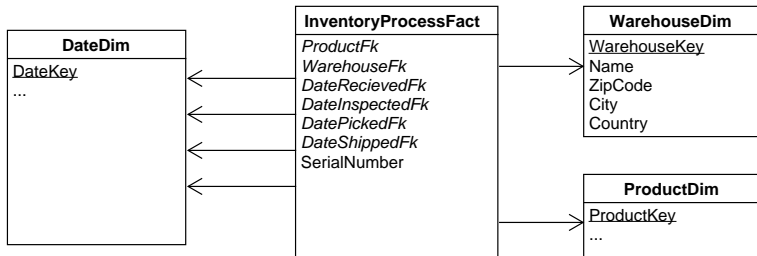 DateDim
DateKey
...
InventoryProcessFact
ProductFk
WarehouseFk
DateRecievedFk
DateInspectedFk
DatePickedFk
DateShippedFk
SerialNumber
WarehouseDim
WarehouseKey
Name
ZipCode
City
Country
ProductDim
ProductKey
...